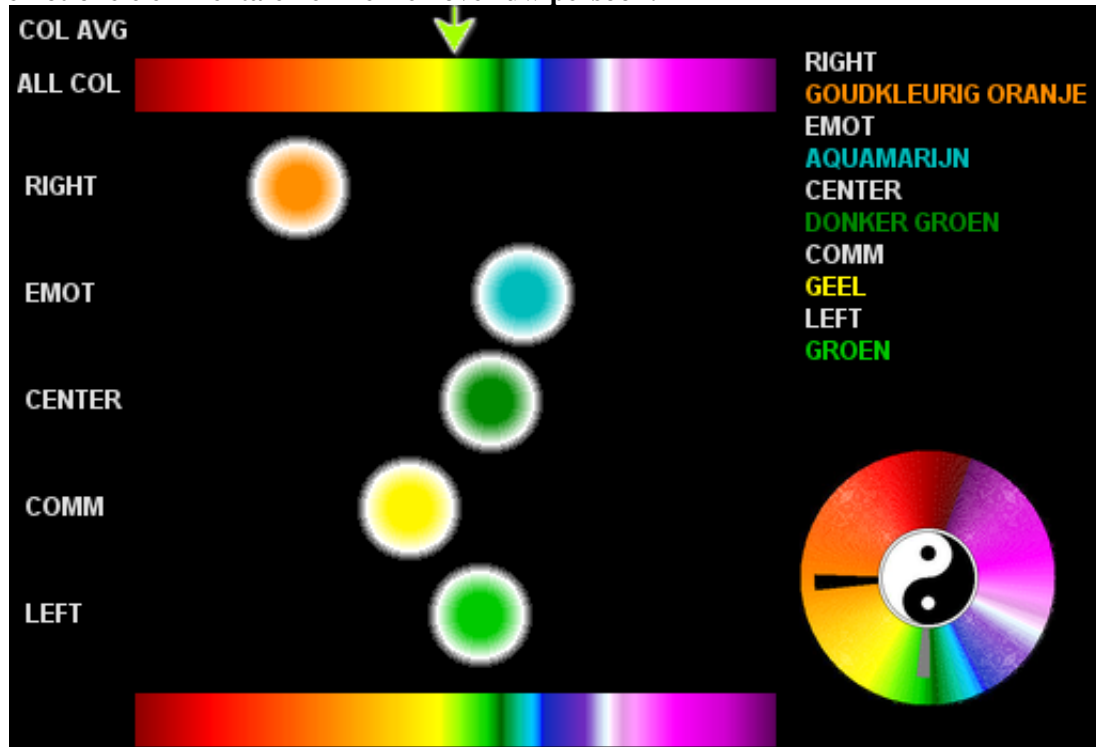 COL AVG
ALL COL
RIGHT
EMOT
CENTER
COMM
LEFT
RIGHT
GOUDKLEURIG ORANJE
EMOT
AQUAMARIJN
CENTER
DONKER GROEN
COMM
GEEL
LEFT
GROEN